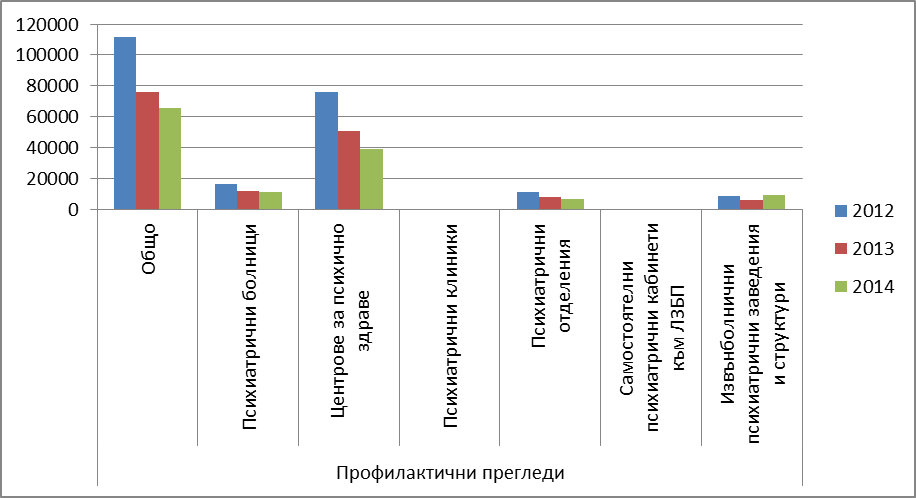 120000
100000
80000
60000
40000
20000
0
Общо
Психиатрични болници
Центрове за психично
здраве
Психиатрични клиники
Психиатрични
отделения
Самостоятелни
психиатрични кабинети
към ЛЗБП
Извънболнични
психиатрични заведения
и структури
Профилактични прегледи
2012
2013
2014